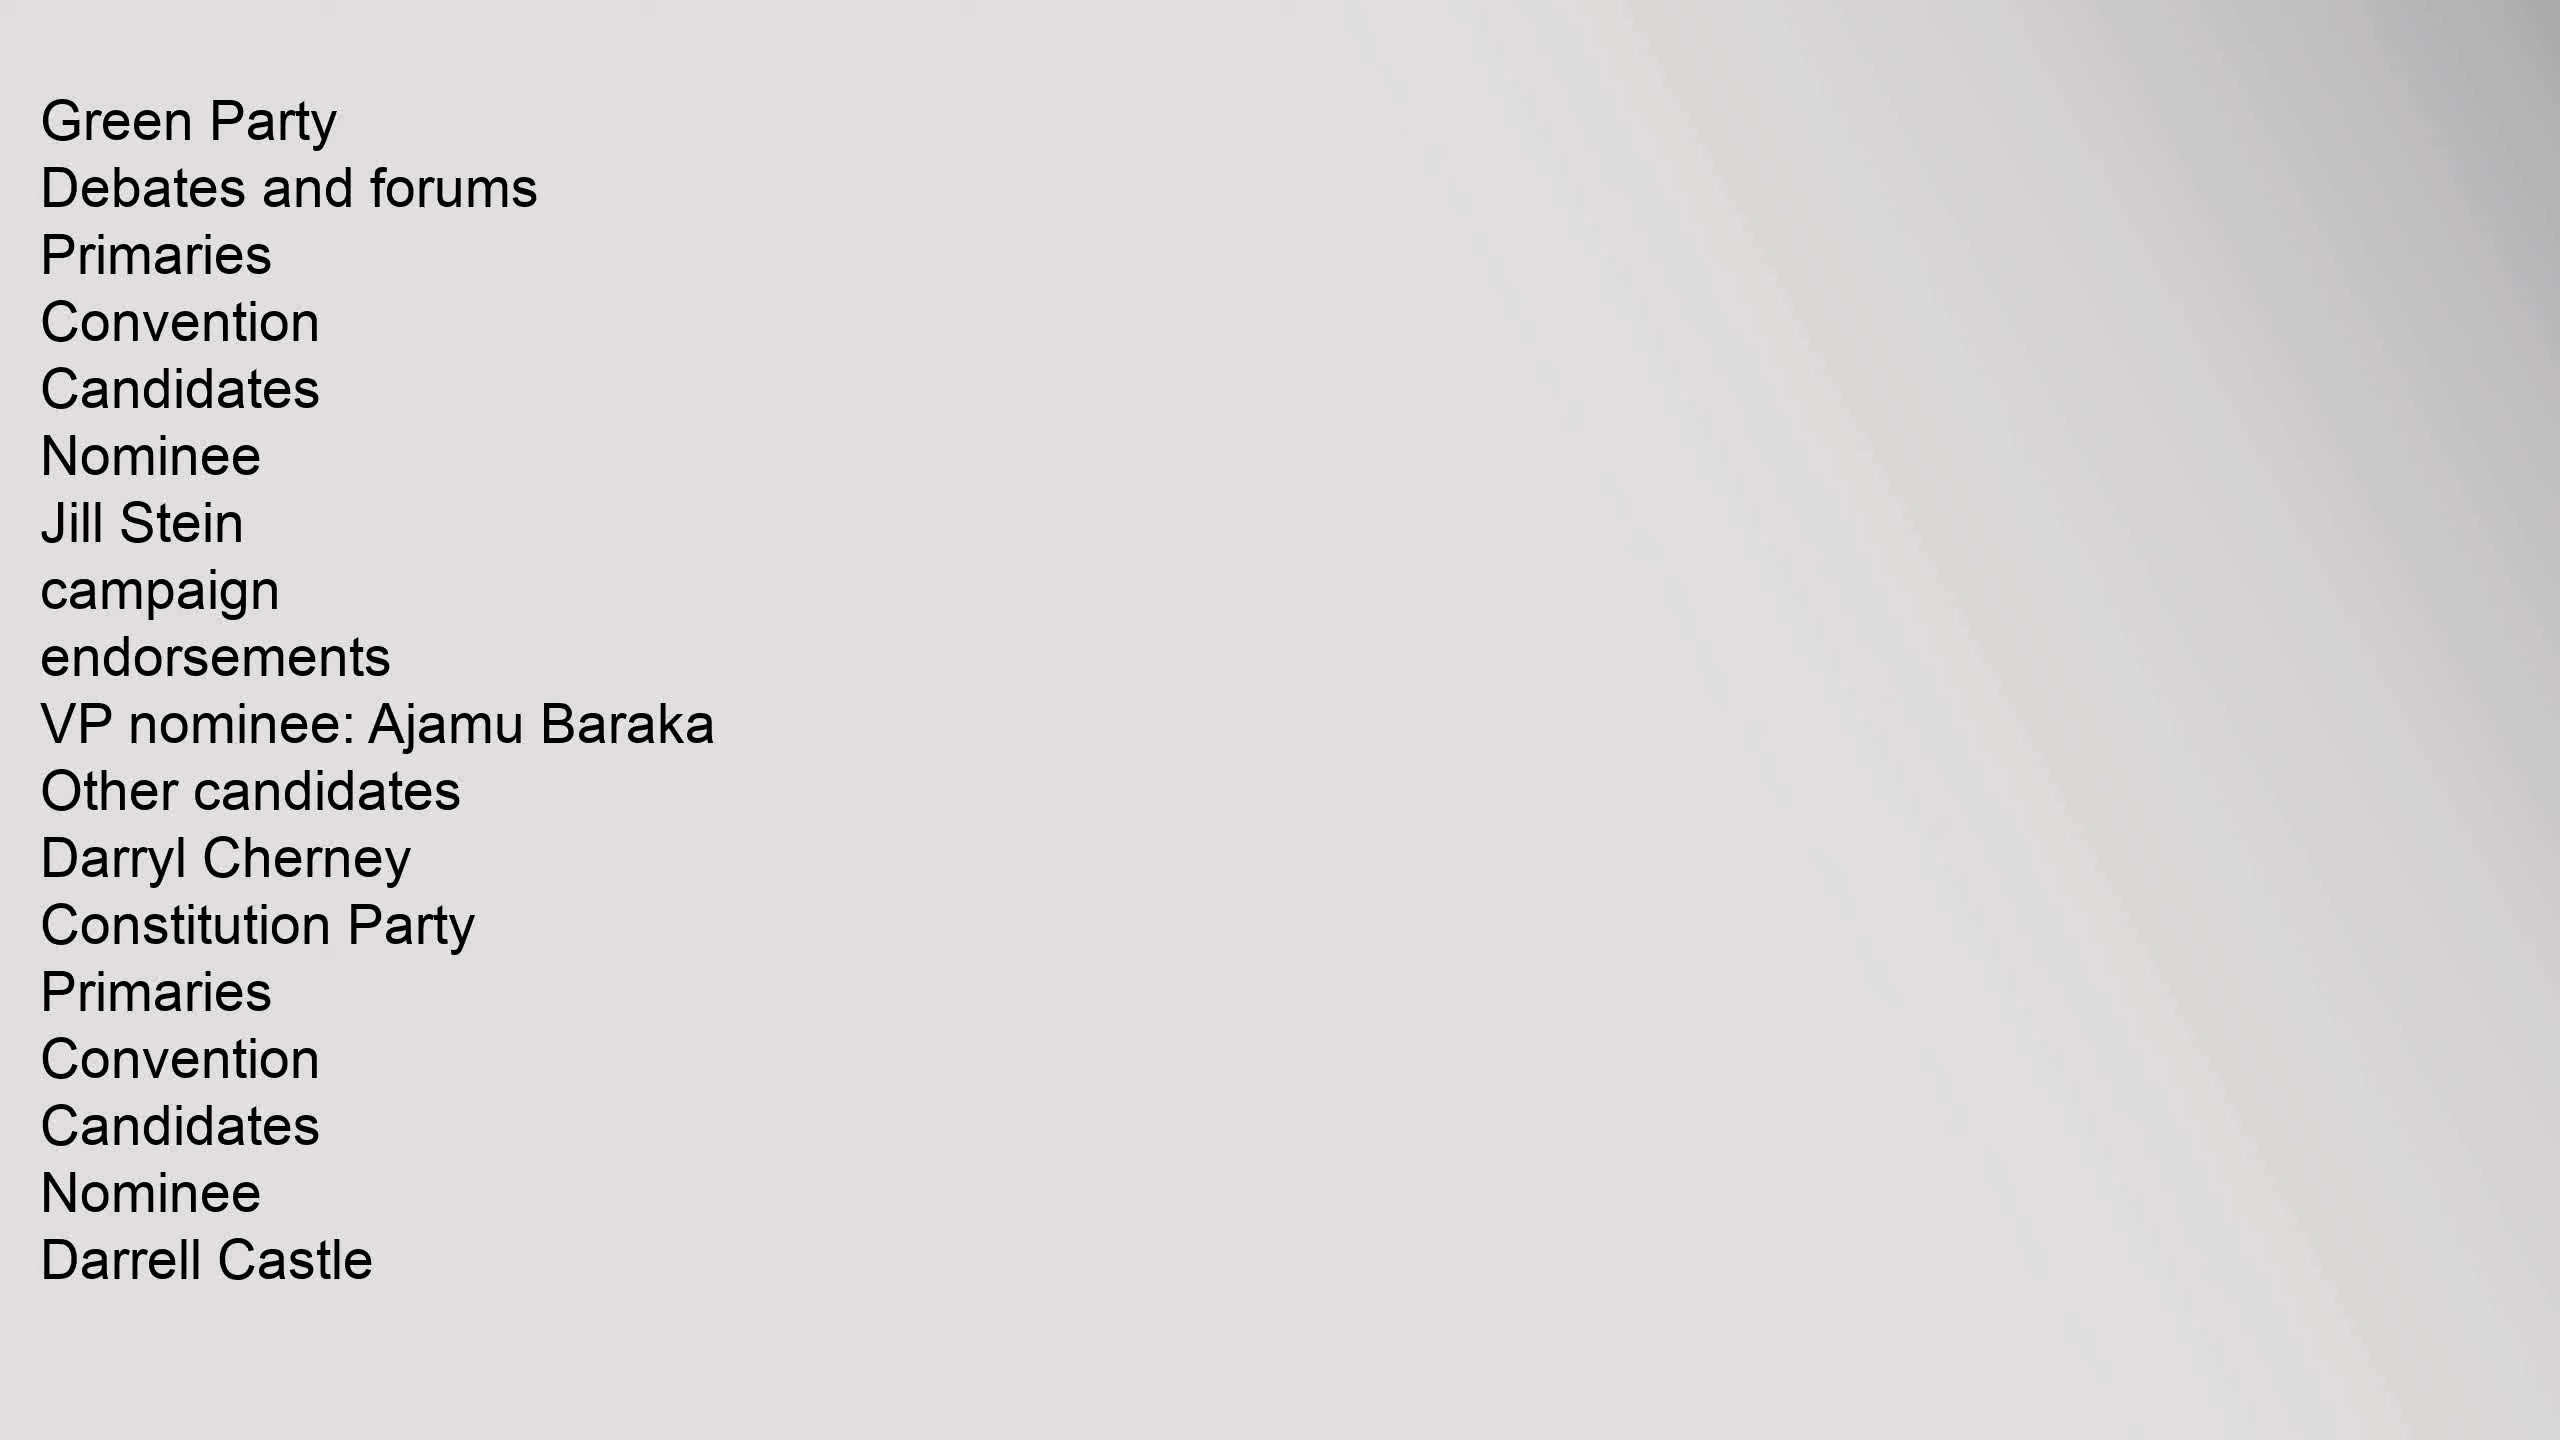 Green Party
Debates and forums
Primaries
Convention
Candidates
Nominee
Jill Stein
campaign
endorsements
VP nominee: Ajamu Baraka
Other candidates
Darryl Cherney
Constitution Party
Primaries
Convention
Candidates
Nominee
Darrell Castle